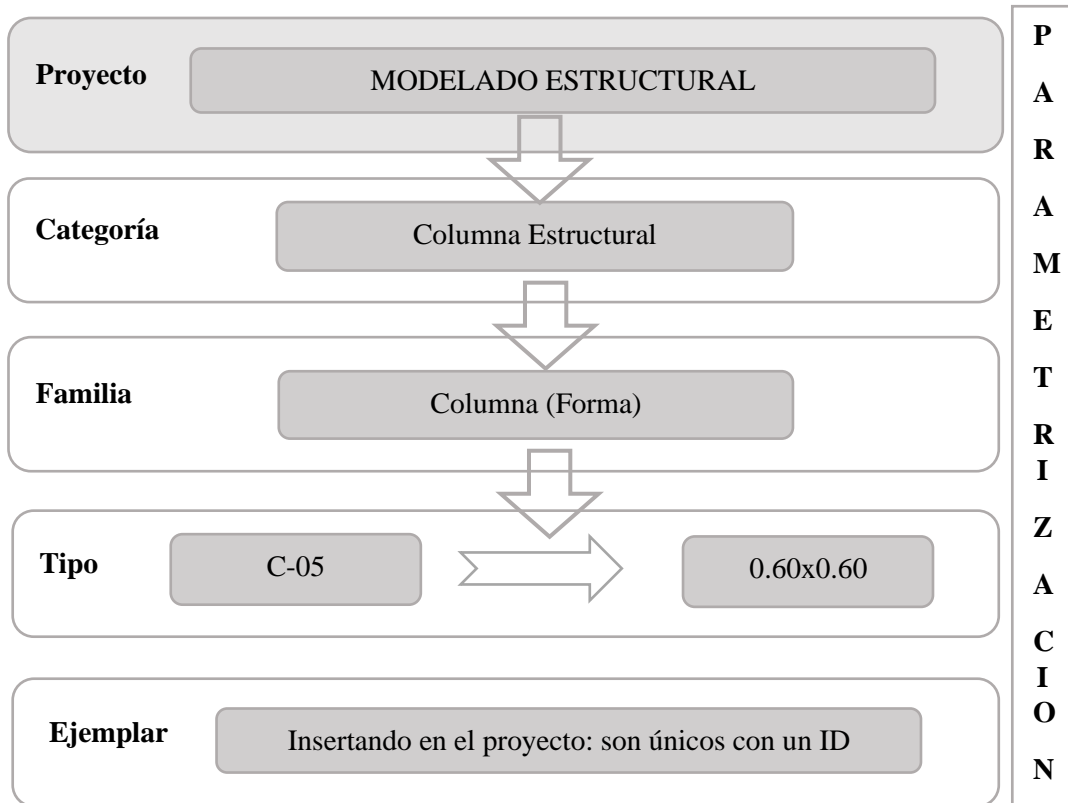 Proyecto
MODELADO ESTRUCTURAL
Categoría
Columna Estructural
Familia
Columna (Forma)
Tipo
C-05
0.60x0.60
Ejemplar
Insertando en el proyecto: son únicos con un ID
P
A
R
A
M
E
T
R
I
Z
A
C
I
O
N